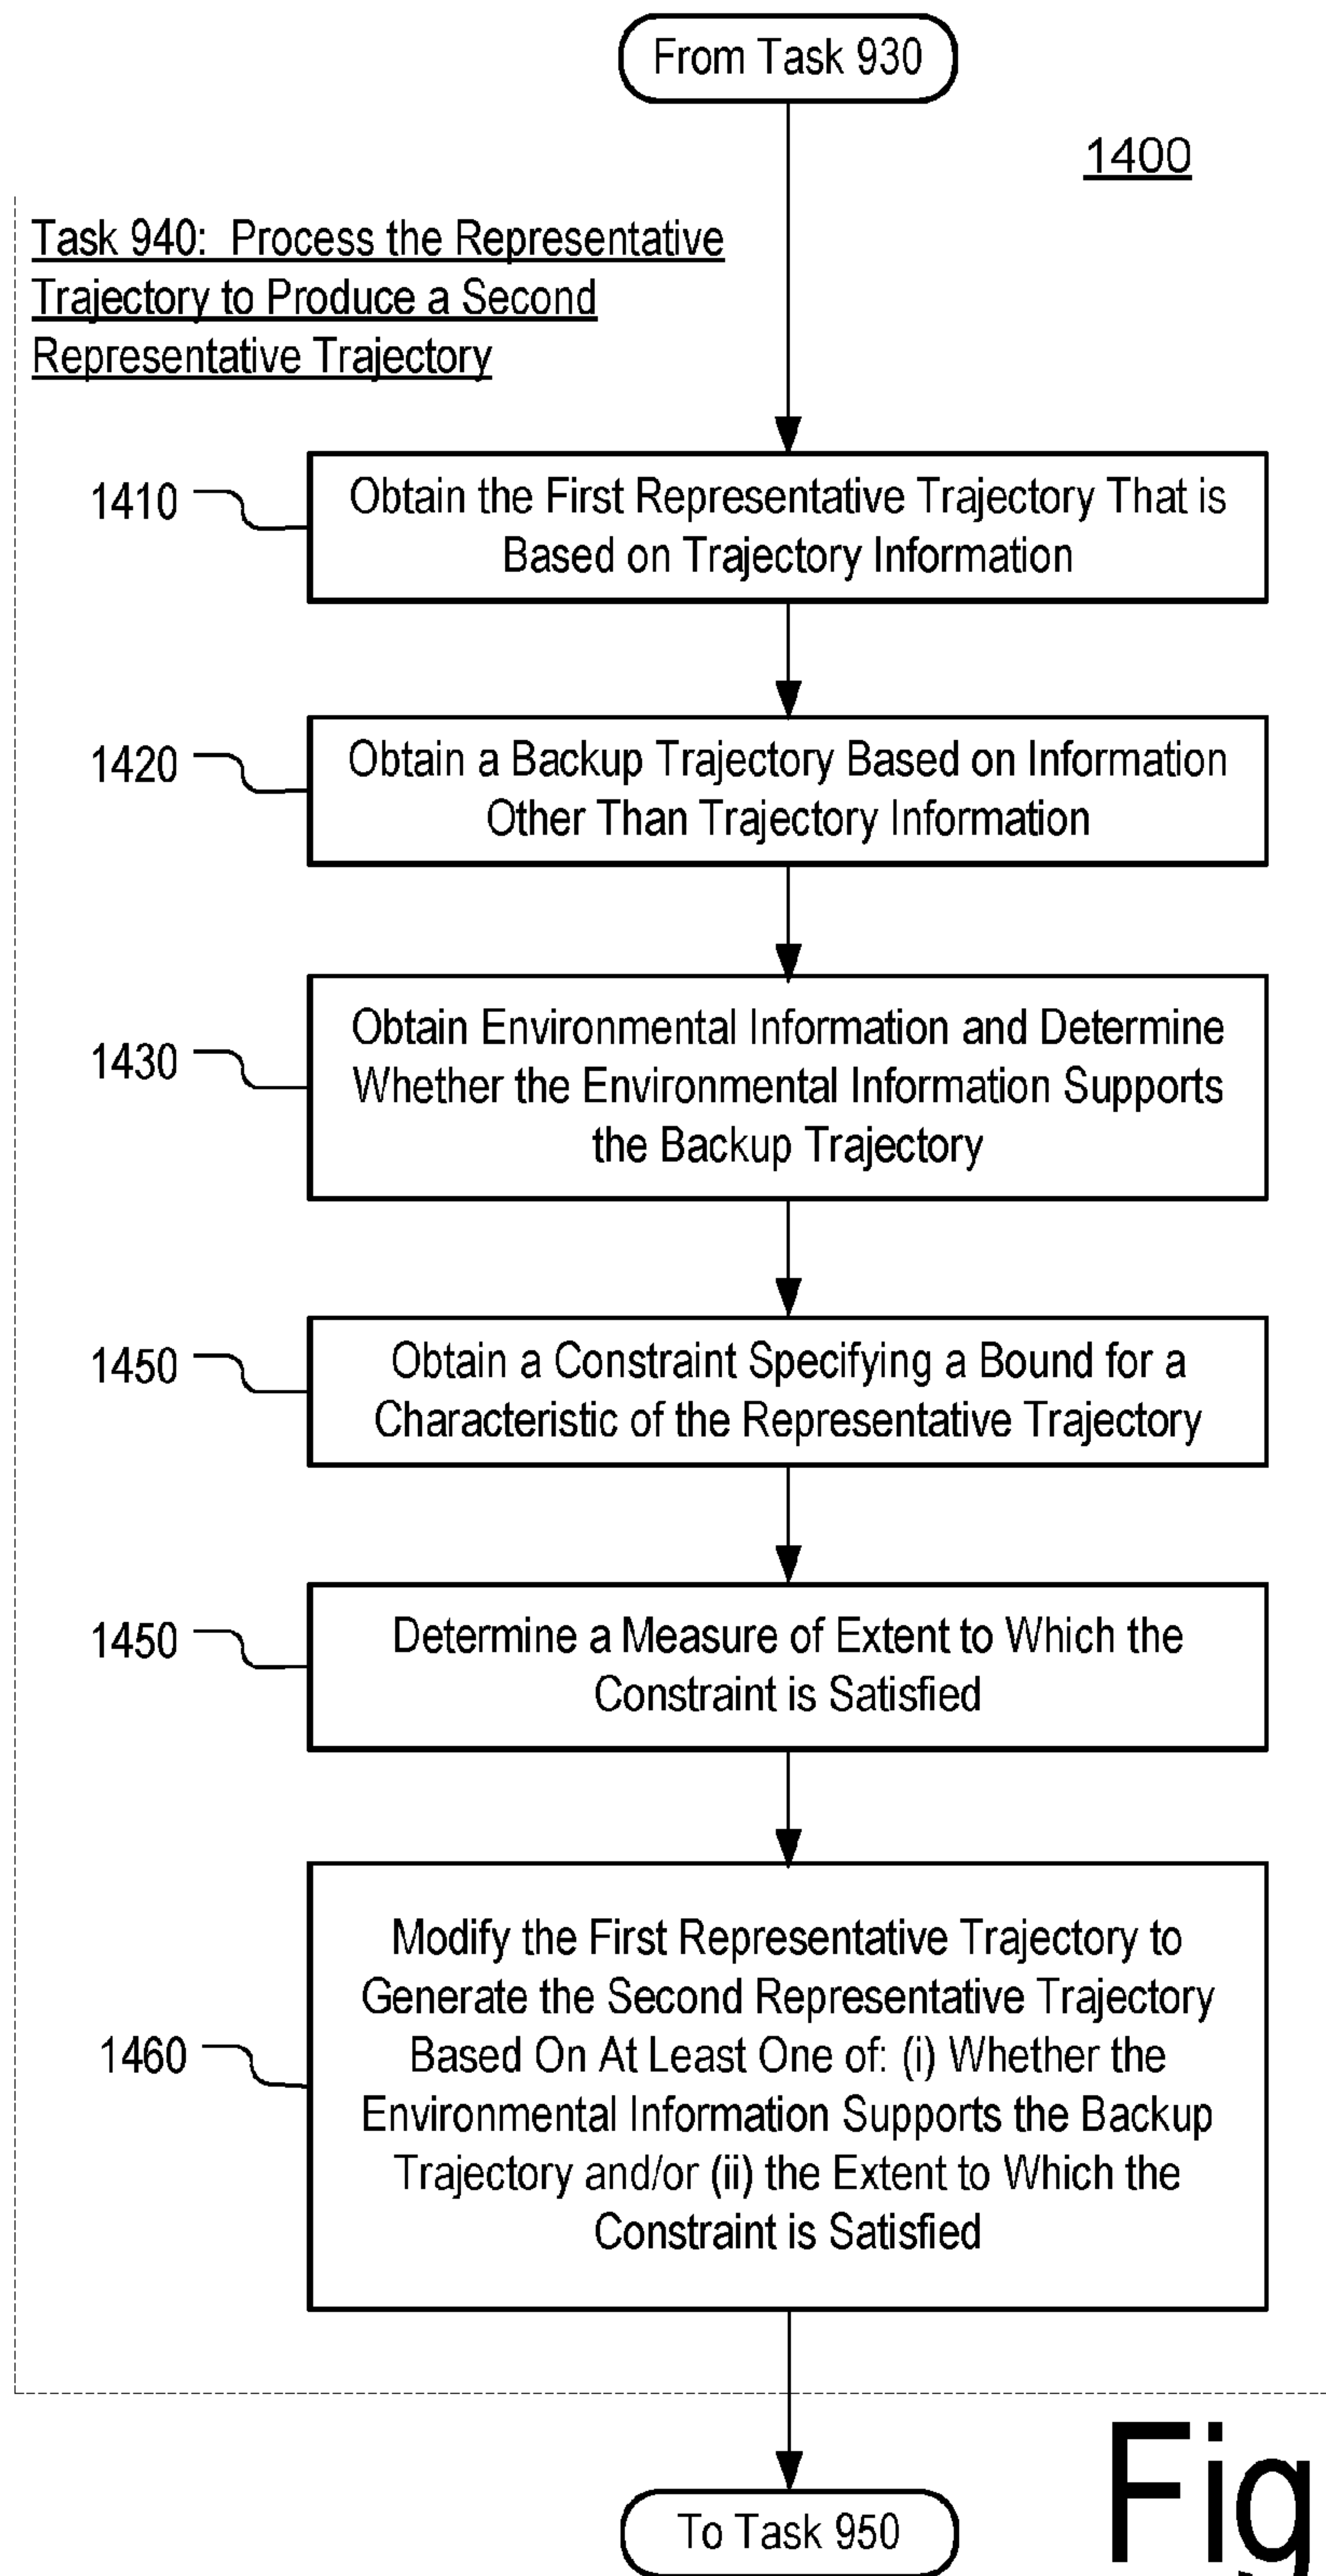 From Task 930
1400
Task 940: Process the Representative
Trajectory to Produce a Second
Representative Trajectory
1410
Obtain the First Representative Trajectory That is
Based on Trajectory Information
1420
Obtain a Backup Trajectory Based on Information
Other Than Trajectory Information
1430
Obtain Environmental Information and Determine
Whether the Environmental Information Supports
the Backup Trajectory
1450
Obtain a Constraint Specifying a Bound for a
Characteristic of the Representative Trajectory
1450
Determine a Measure of Extent to Which the
Constraint is Satisfied
1460
Modify the First Representative Trajectory to
Generate the Second Representative Trajectory
Based On At Least One of: (i) Whether the
Environmental Information Supports the Backup
Trajectory and/or (ii) the Extent to Which the
Constraint is Satisfied
To Task 950
Fig